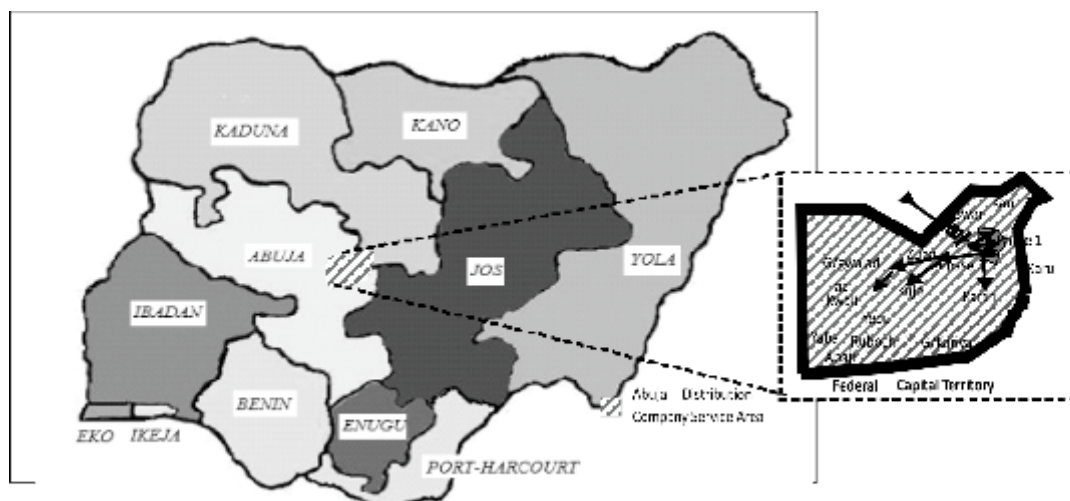 KADUNA
KANO
ABUJA
JOS
YOLA
IBADAN
BENIN
ENUGU
EKO IKEJA
PORT-HARCOURT
Abuja Distribution
Company Service Area
Karu
Federal Capital Territory